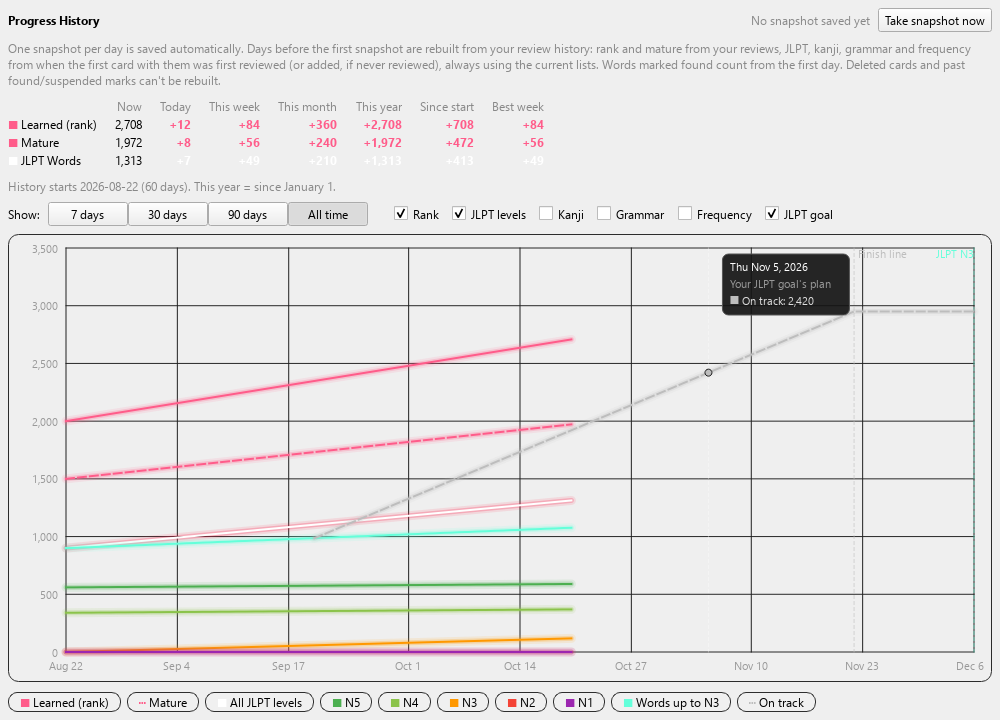 Progress History
No snapshot saved yet
Take snapshot now
One snapshot per day is saved automatically. Days before the first snapshot are rebuilt from your review history: rank and mature from your reviews, JLPT, kanji, grammar and frequency
from when the first card with them was first reviewed (or added, if never reviewed), always using the current lists. Words marked found count from the first day. Deleted cards and past
found/suspended marks can't be rebuilt.
Now Today This week This month This year Since start Best week
Learned (rank) 2,708 +12 +84 +360 +2,708 +708 +84
Mature 1,972 +8 +56 +240 +1,972 +472 +56
JLPT Words 1,313 +7 +49 +210 +1,313 +413 +49
History starts 2026-08-22 (60 days). This year = since January 1.
Show: 7 days 30 days 90 days All time Rank JLPT levels Kanji Grammar Frequency JLPT goal
3,500
Finish line
JLPT N3
Thu Nov 5, 2026
Your JLPT goal's plan
On track: 2,420
3,000
2,500
2,000
1,500
1,000
500
0
Aug 22 Sep 4 Sep 17 Oct 1 Oct 14 Oct 27 Nov 10 Nov 23 Dec 6
Learned (rank) Mature All JLPT levels N5 N4 N3 N2 N1 Words up to N3 On track